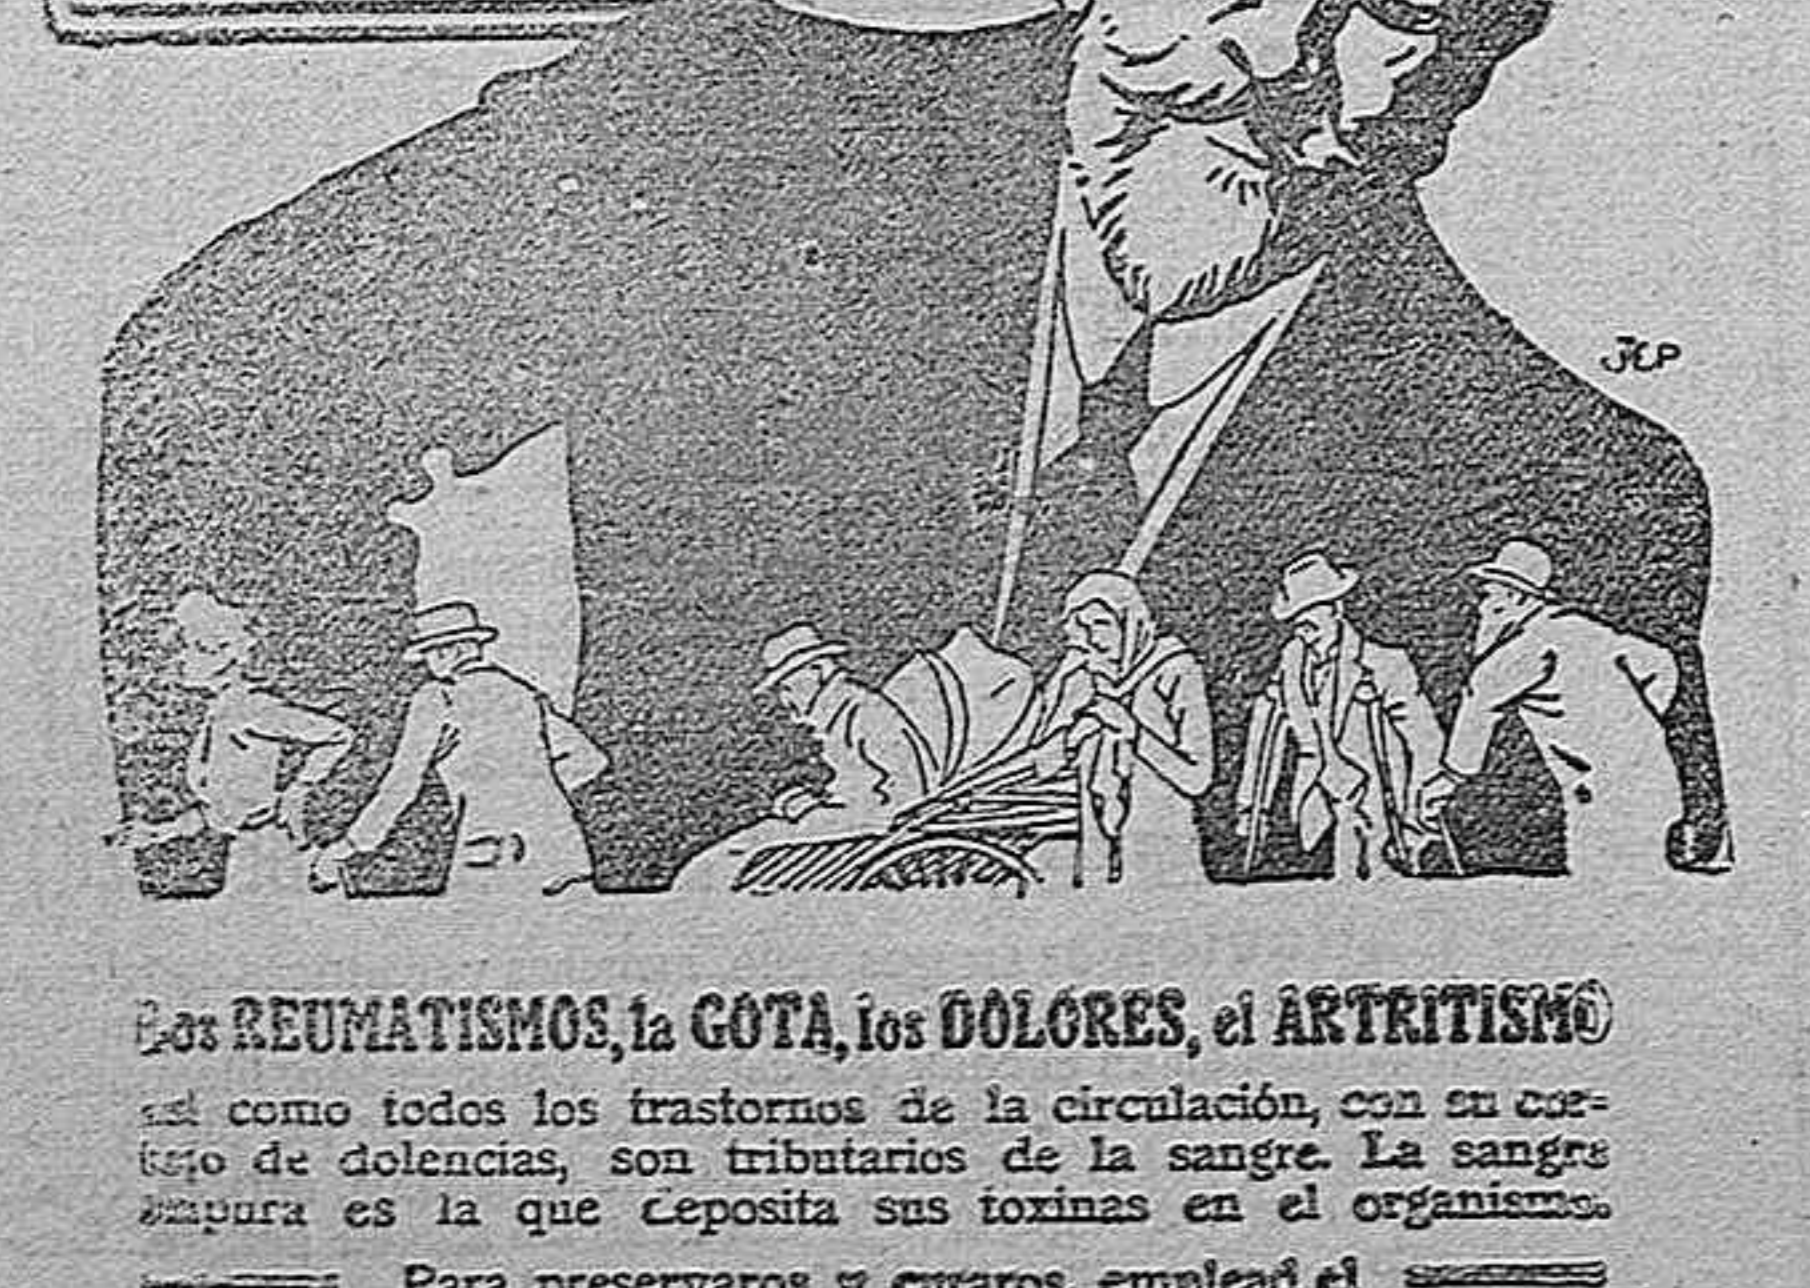 JEP
Los REUMATISMOS, la GOTA, los DOLORES, el ARTRITISMO
así como todos los trastornos de la circulación, con su cor-
tejo de dolencias, son tributarios de la sangre. La sangre
impura es la que deposita sus toxinas en el organismo.
Para preservaros y curaros, emplead el